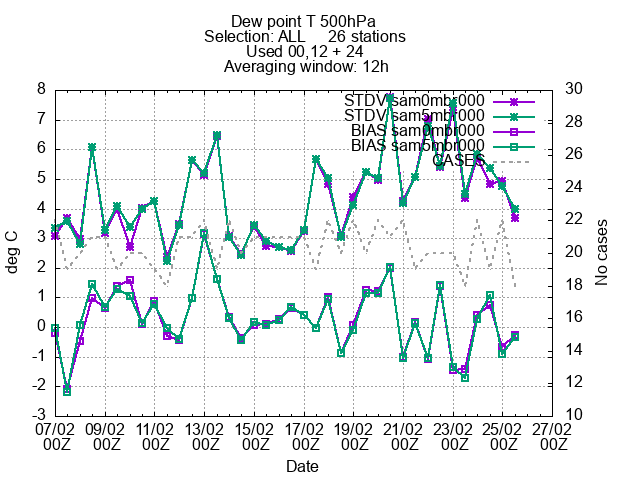 Dew point T 500hPa
Selection: ALL 26 stations
Used 00,12 + 24
Averaging window: 12h
STDV sam0mbr000
STDV sam5mbr000
BIAS sam0mbr000
BIAS sam5mbr000
CASES
deg C
8
7
6
5
4
3
2
1
0
-1
-2
-3
No cases
30
28
26
24
22
20
18
16
14
12
10
07/02 09/02 11/02 13/02 15/02 17/02 19/02 21/02 23/02 25/02 27/02
00Z 00Z 00Z 00Z 00Z 00Z 00Z 00Z 00Z 00Z 00Z
Date